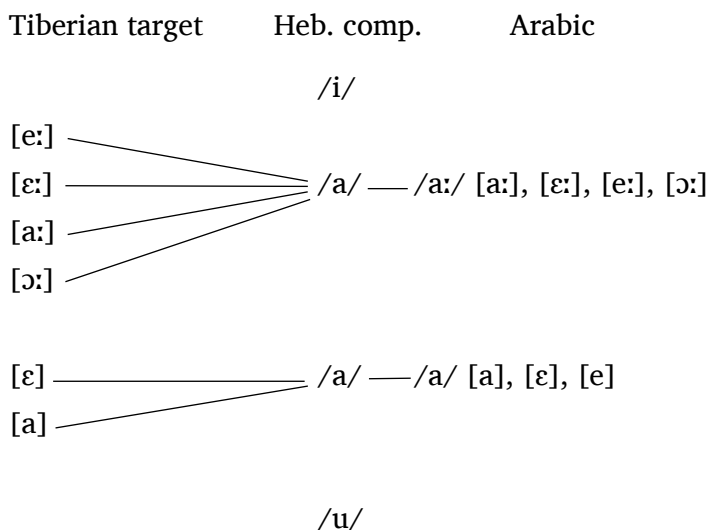 Tiberian target Heb. comp. Arabic
/i/
[eː]
[ɛː] /a/ /aː/ [aː], [ɛː], [eː], [ɔː]
[aː]
[ɔː]
[ɛ] /a/ /a/ [a], [ɛ], [e]
[a]
/u/